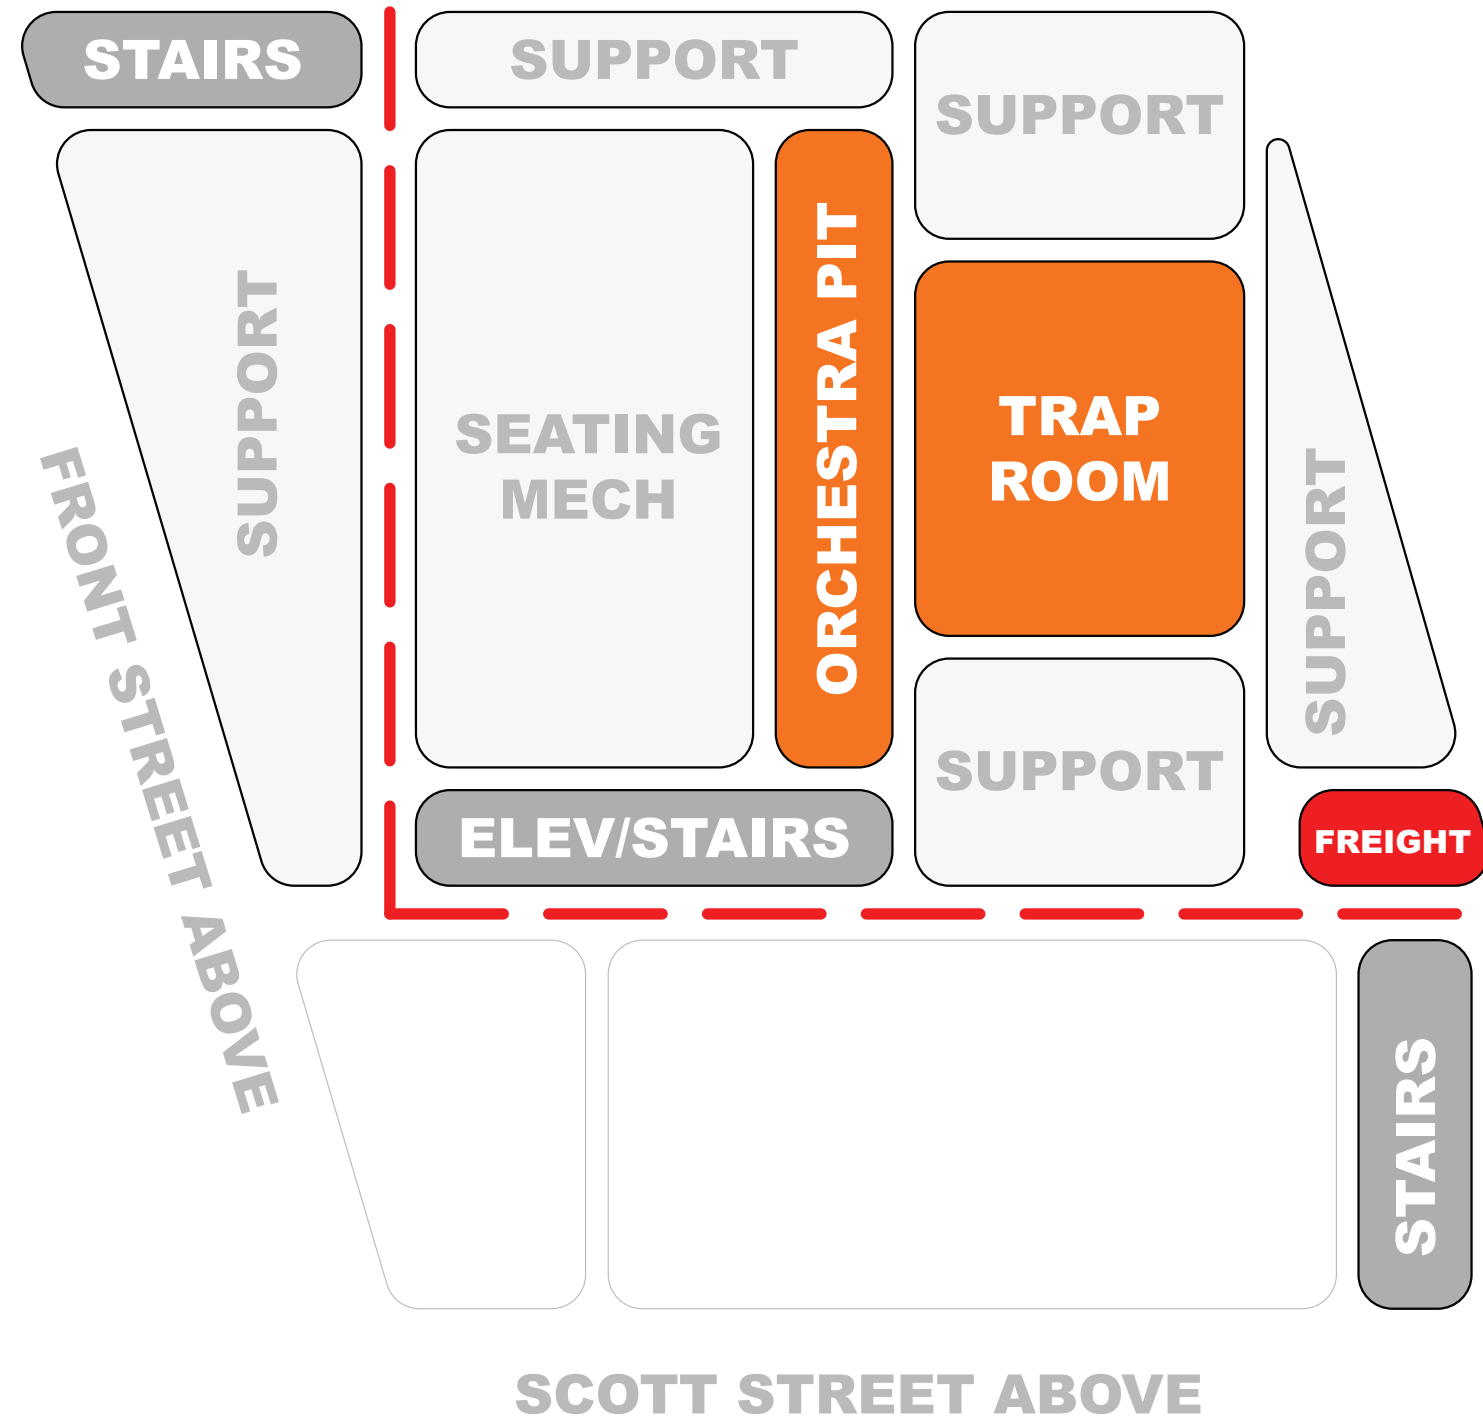 STAIRS
SUPPORT
SUPPORT
SUPPORT
SEATING
MECH
ORCHESTRA PIT
TRAP
ROOM
SUPPORT
SUPPORT
ELEV/STAIRS
FREIGHT
FRONT STREET ABOVE
STAIRS
SCOTT STREET ABOVE